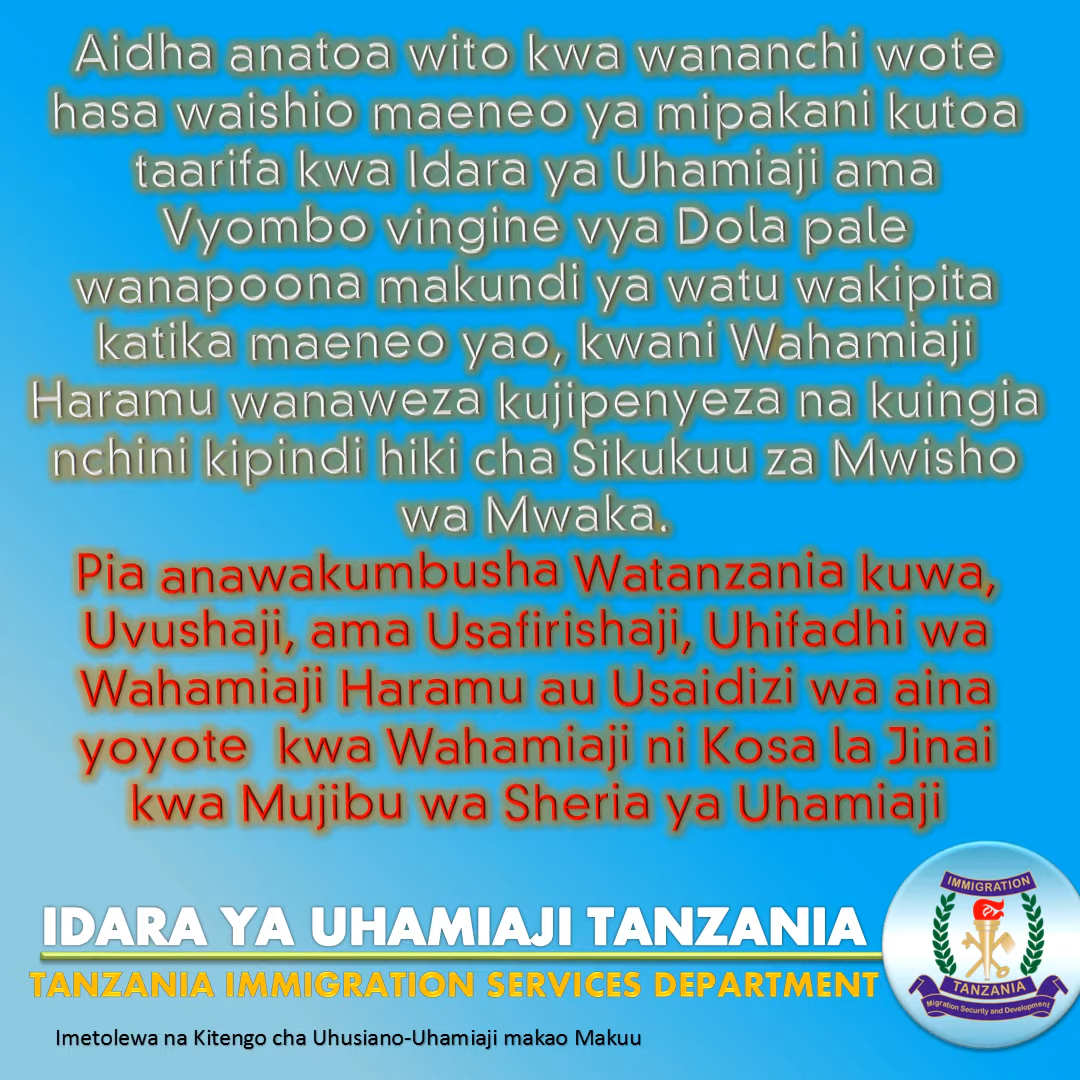 Aidha anatoa wito kwa wananchi wote
hasa waishio maeneo ya mipakani kutoa
taarifa kwa Idara ya Uhamiaji ama
Vyombo vingine vya Dola pale
wanapoona makundi ya watu wakipita
katika maeneo yao, kwani Wahamiaji
Haramu wanaweza kujipenyeza na kuingia
nchini kipindi hiki cha Sikukuu za Mwisho
wa Mwaka.
Pia anawakumbusha Watanzania kuwa,
Uvushaji, ama Usafirishaji, Uhifadhi wa
Wahamiaji Haramu au Usaidizi wa aina
yoyote kwa Wahamiaji ni Kosa la Jinai
kwa Mujibu wa Sheria ya Uhamiaji
IDARA YA UHAMIAJI TANZANIA
TANZANIA IMMIGRATION SERVICES DEPARTMENT
Imetolewa na Kitengo cha Uhusiano-Uhamiaji makao Makuu
IMMIGRATION
TANZANIA
Migration Security and Development